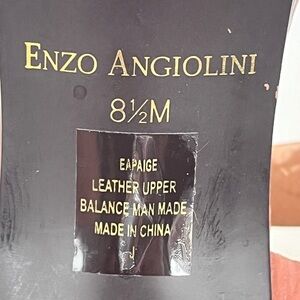 ENZO ANGIOLINI
8½M
EAPAIGE
LEATHER UPPER
BALANCE MAN MADE
MADE IN CHINA
J